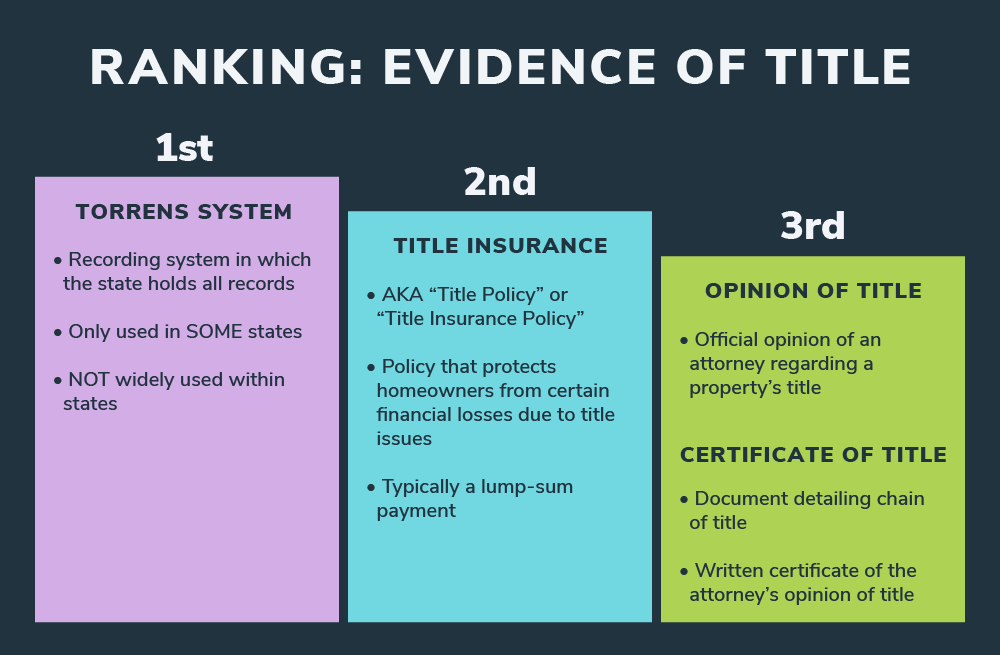 RANKING: EVIDENCE OF TITLE
1st
TORRENS SYSTEM
• Recording system in which
the state holds all records
• Only used in SOME states
• NOT widely used within
states
2nd
TITLE INSURANCE
• AKA “Title Policy” or
“Title Insurance Policy”
• Policy that protects
homeowners from certain
financial losses due to title
issues
• Typically a lump-sum
payment
3rd
OPINION OF TITLE
• Official opinion of an
attorney regarding a
property’s title
CERTIFICATE OF TITLE
• Document detailing chain
of title
• Written certificate of the
attorney’s opinion of title